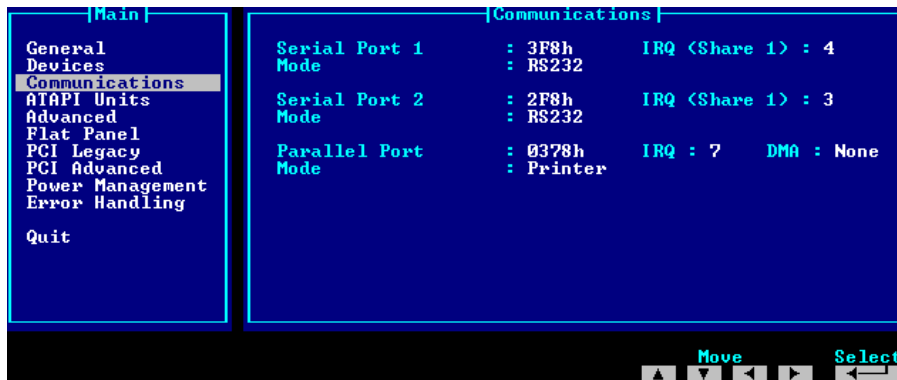 Main
General
Devices
Communications
ATAPI Units
Advanced
Flat Panel
PCI Legacy
PCI Advanced
Power Management
Error Handling
Quit
Communications
Serial Port 1 : 3F8h IRQ (Share 1) : 4
Mode : RS232
Serial Port 2 : 2F8h IRQ (Share 1) : 3
Mode : RS232
Parallel Port : 0378h IRQ : 7 DMA : None
Mode : Printer
Move Select